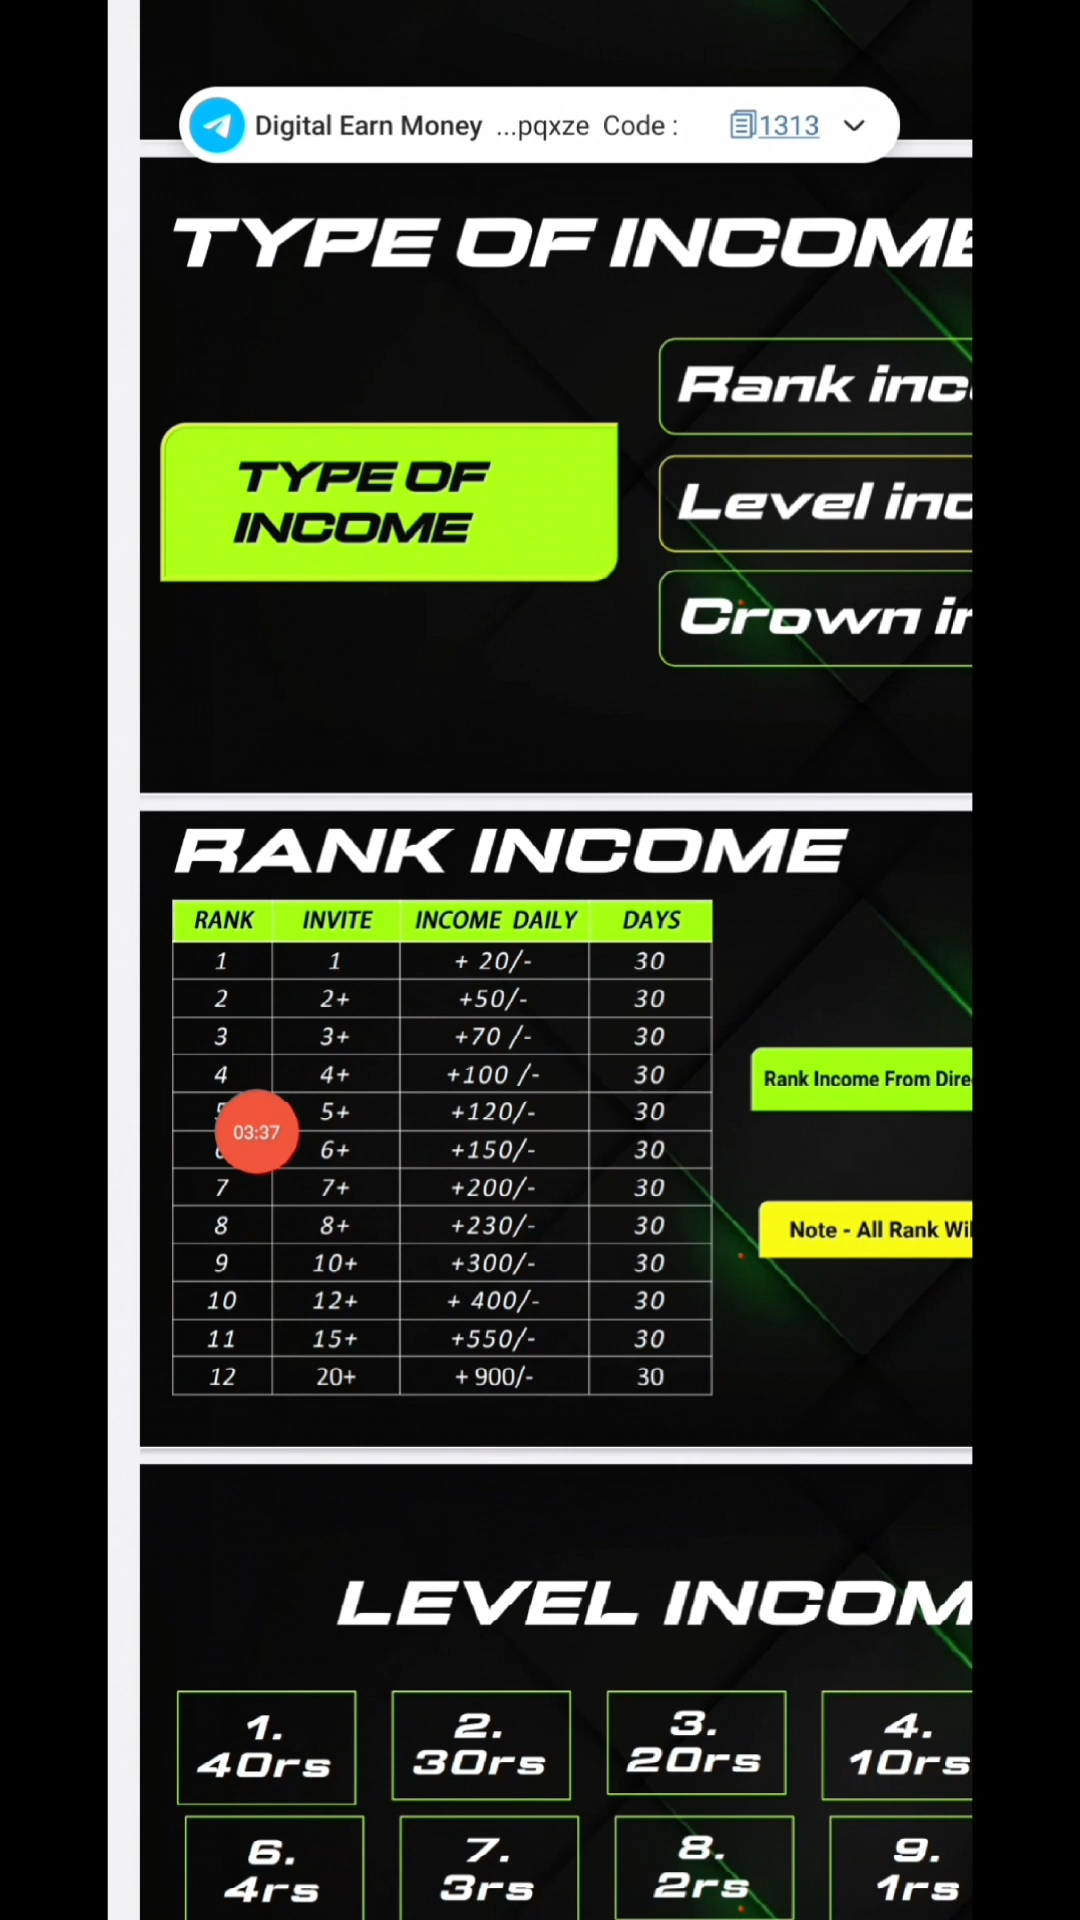 Digital Earn Money ...pqxze Code : 1313
TYPE OF INCOME
Rank inc
TYPE OF
INCOME
Level inc
Crown in
RANK INCOME
RANK INVITE INCOME DAILY DAYS
1 1 + 20/- 30
2 2+ +50/- 30
3 3+ +70 /- 30
4 4+ +100 /- 30
5+ +120/- 30
03:37
6+ +150/- 30
7 7+ +200/- 30
8 8+ +230/- 30
9 10+ +300/- 30
10 12+ + 400/- 30
11 15+ +550/- 30
12 20+ + 900/- 30
Rank Income From Dire
Note - All Rank Wil
LEVEL INCOM
1. 2. 3. 4.
40rs 30rs 20rs 10rs
6. 7. 8. 9.
4rs 3rs 2rs 1rs